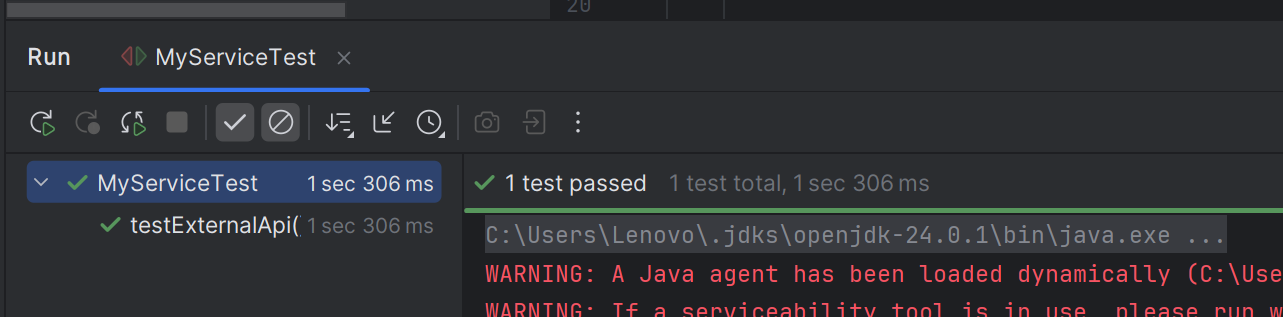 20
Run MyServiceTest
MyServiceTest 1 sec 306 ms
testExternalApi( 1 sec 306 ms
1 test passed 1 test total, 1 sec 306 ms
C:\Users\Lenovo\.jdks\openjdk-24.0.1\bin\java.exe ...
WARNING: A Java agent has been loaded dynamically (C:\Use
WARNING: If a serviceability tool is in use, please run w